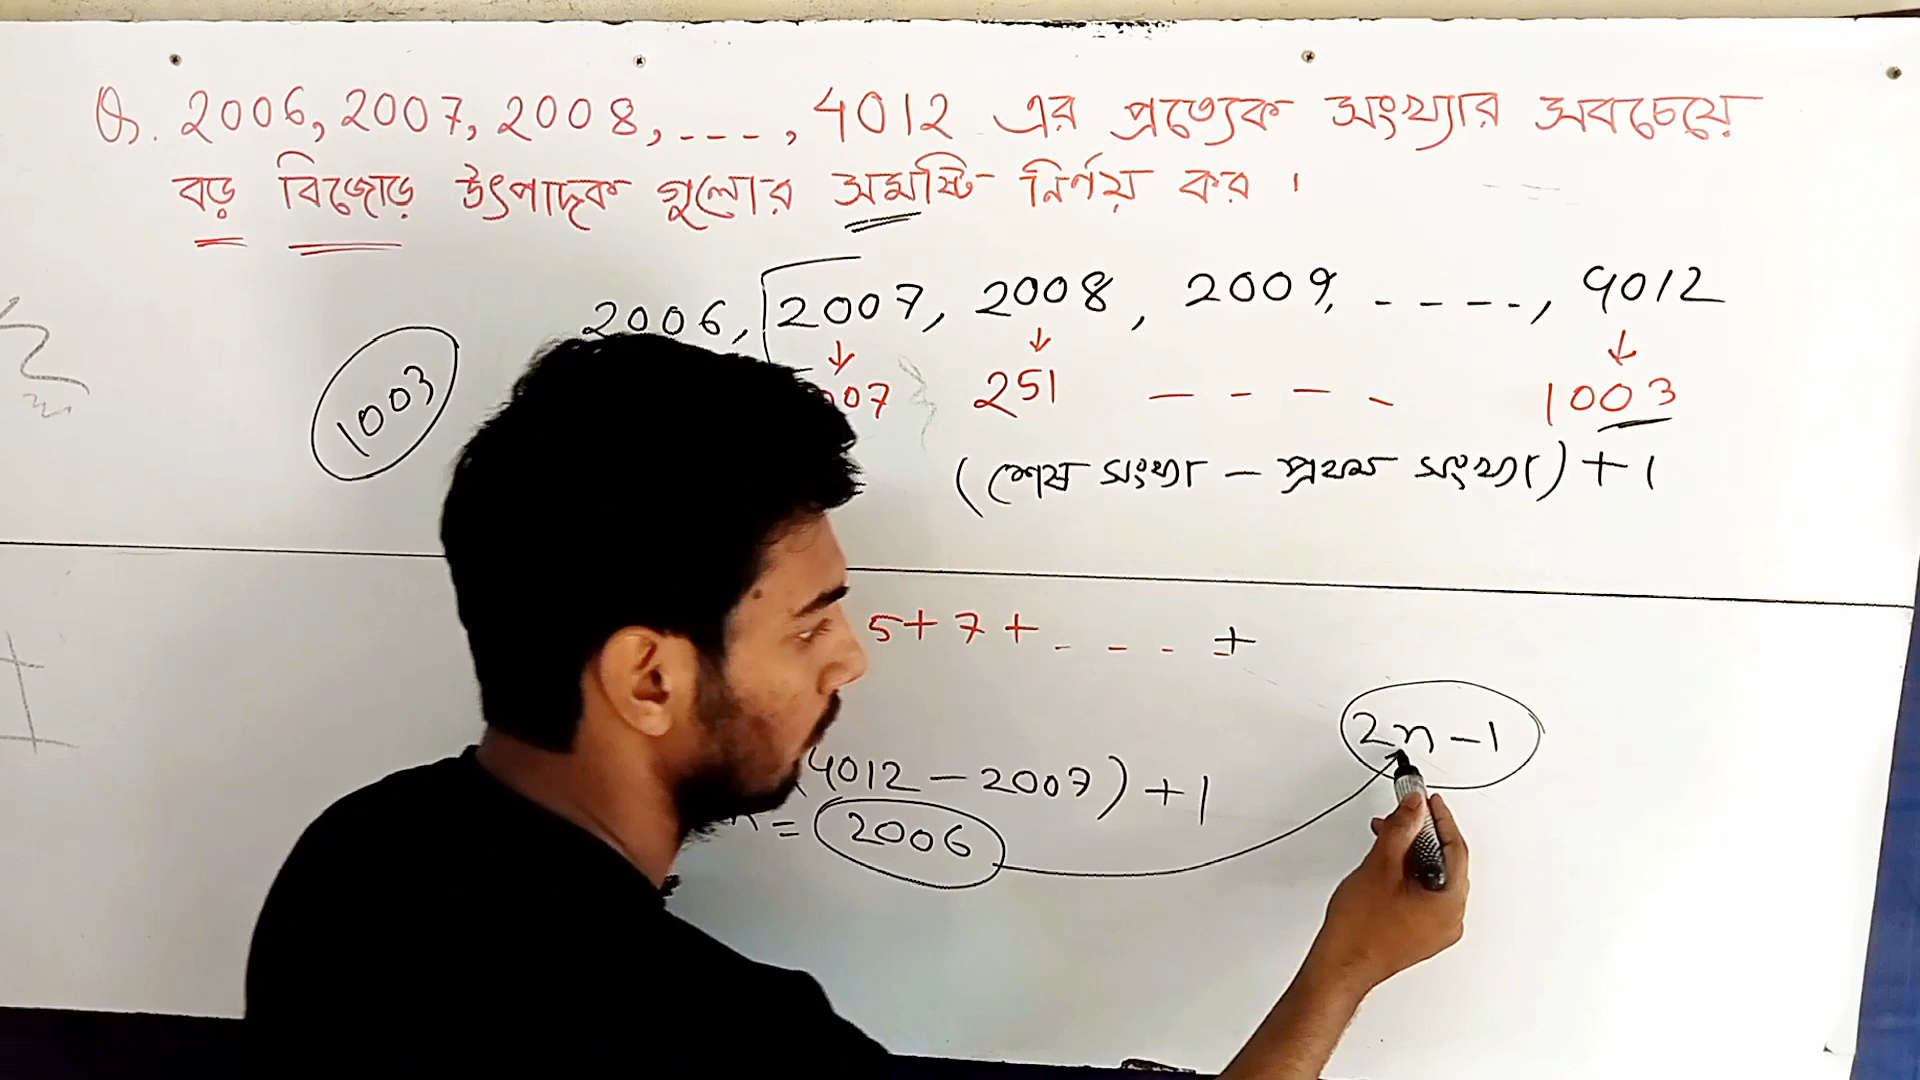 Q. 2006, 2007, 2008, ----, 4012 এর প্রত্যেক সংখ্যার সবচেয়ে
বড় বিজোড় উৎপাদক গুলোর সমষ্টি নির্ণয় কর ।
2006, 2007, 2008, 2009, -----, 4012
1003 007 251 ---- 1003
(শেষ সংখ্যা - প্রথম সংখ্যা) + 1
5 + 7 + ---- +
2n - 1
(4012 - 2007) + 1
= 2006